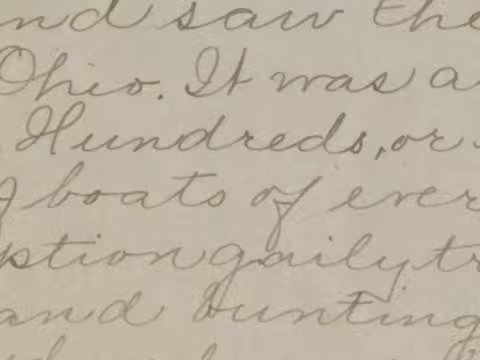 nd saw the
Ohio. It was a
Hundreds, or
boats of ever
ption gaily tr
and bunting